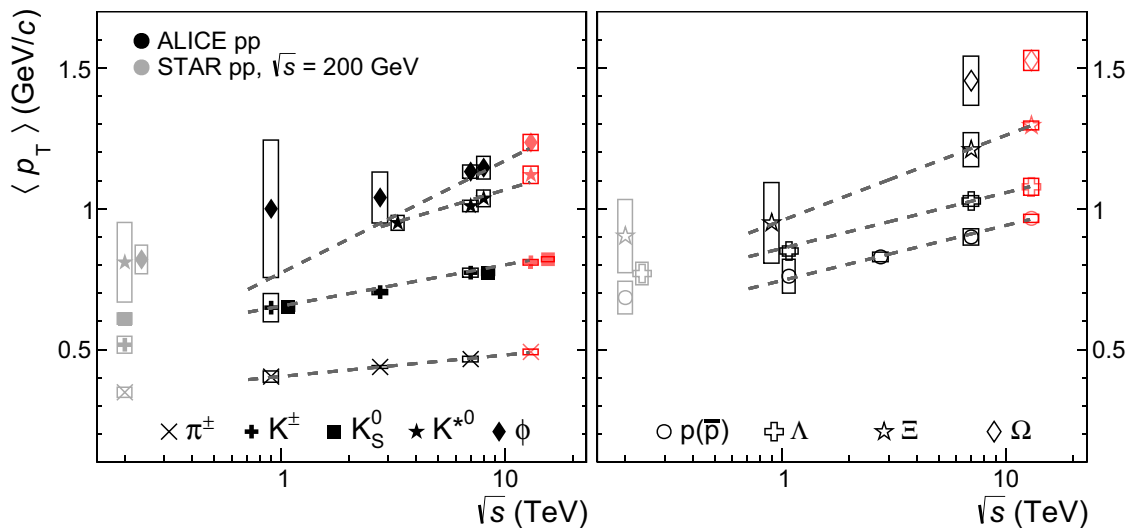 ⟨ p_T ⟩ (GeV/c)
ALICE pp
STAR pp, √s = 200 GeV
1.5
1
0.5
π± K± K⁰_S K*⁰ ϕ
1 10
√s (TeV)
1.5
1
0.5
p(p̅) Λ Ξ Ω
1 10
√s (TeV)